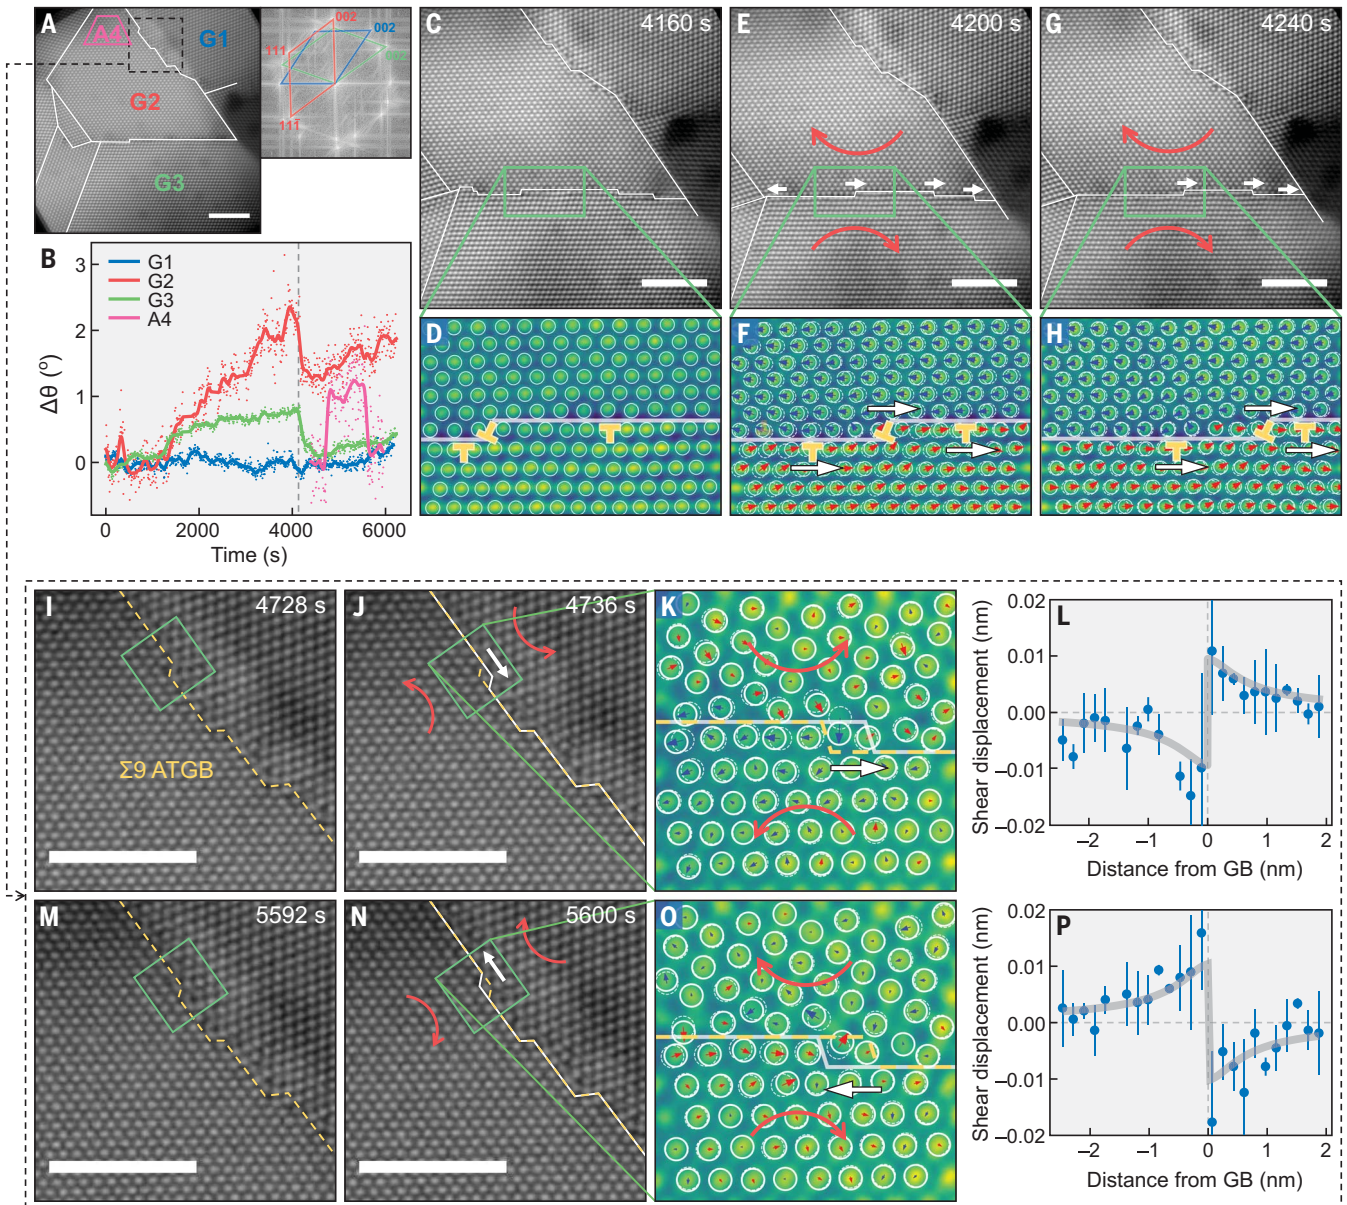 A
A4
G1
G2
G3
002
002
002
111
111̄
B
G1
G2
G3
A4
3
2
1
0
Δθ (°)
0
2000
4000
6000
Time (s)
C
4160 s
E
4200 s
G
4240 s
D
F
H
I
4728 s
Σ9 ATGB
J
4736 s
K
L
0.02
0.01
0.00
–0.01
–0.02
Shear displacement (nm)
–2
–1
0
1
2
Distance from GB (nm)
M
5592 s
N
5600 s
O
P
0.02
0.01
0.00
–0.01
–0.02
Shear displacement (nm)
–2
–1
0
1
2
Distance from GB (nm)